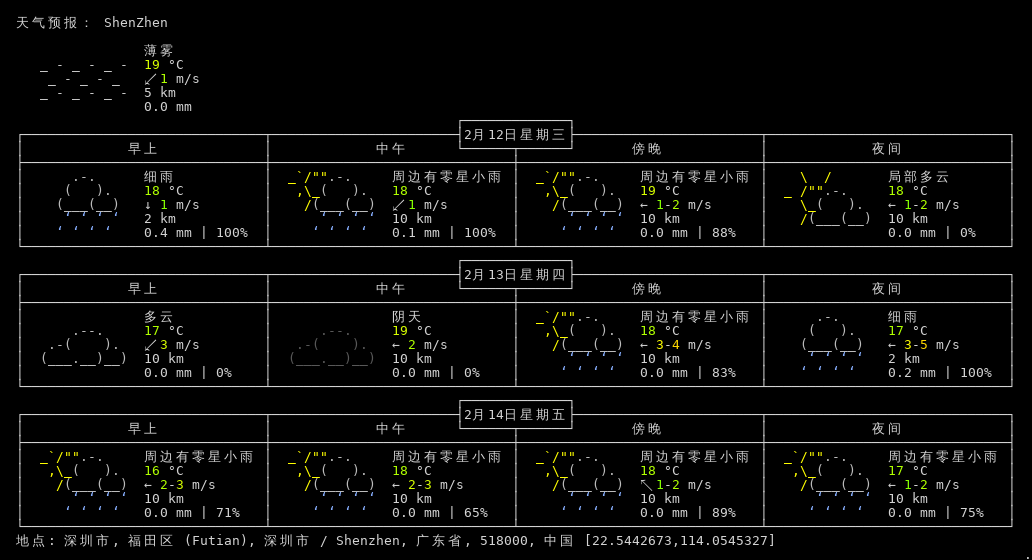 天气预报： ShenZhen
薄雾
19 °C
↙ 1 m/s
5 km
0.0 mm
2月12日星期三
早上 中午 傍晚 夜间
细雨 周边有零星小雨 周边有零星小雨 局部多云
18 °C 18 °C 19 °C 18 °C
↓ 1 m/s ↙ 1 m/s ← 1-2 m/s ← 1-2 m/s
2 km 10 km 10 km 10 km
0.4 mm | 100% 0.1 mm | 100% 0.0 mm | 88% 0.0 mm | 0%
2月13日星期四
早上 中午 傍晚 夜间
多云 阴天 周边有零星小雨 细雨
17 °C 19 °C 18 °C 17 °C
↙ 3 m/s ← 2 m/s ← 3-4 m/s ← 3-5 m/s
10 km 10 km 10 km 2 km
0.0 mm | 0% 0.0 mm | 0% 0.0 mm | 83% 0.2 mm | 100%
2月14日星期五
早上 中午 傍晚 夜间
周边有零星小雨 周边有零星小雨 周边有零星小雨 周边有零星小雨
16 °C 18 °C 18 °C 17 °C
← 2-3 m/s ← 2-3 m/s ↖ 1-2 m/s ← 1-2 m/s
10 km 10 km 10 km 10 km
0.0 mm | 71% 0.0 mm | 65% 0.0 mm | 89% 0.0 mm | 75%
地点: 深圳市, 福田区 (Futian), 深圳市 / Shenzhen, 广东省, 518000, 中国 [22.5442673,114.0545327]